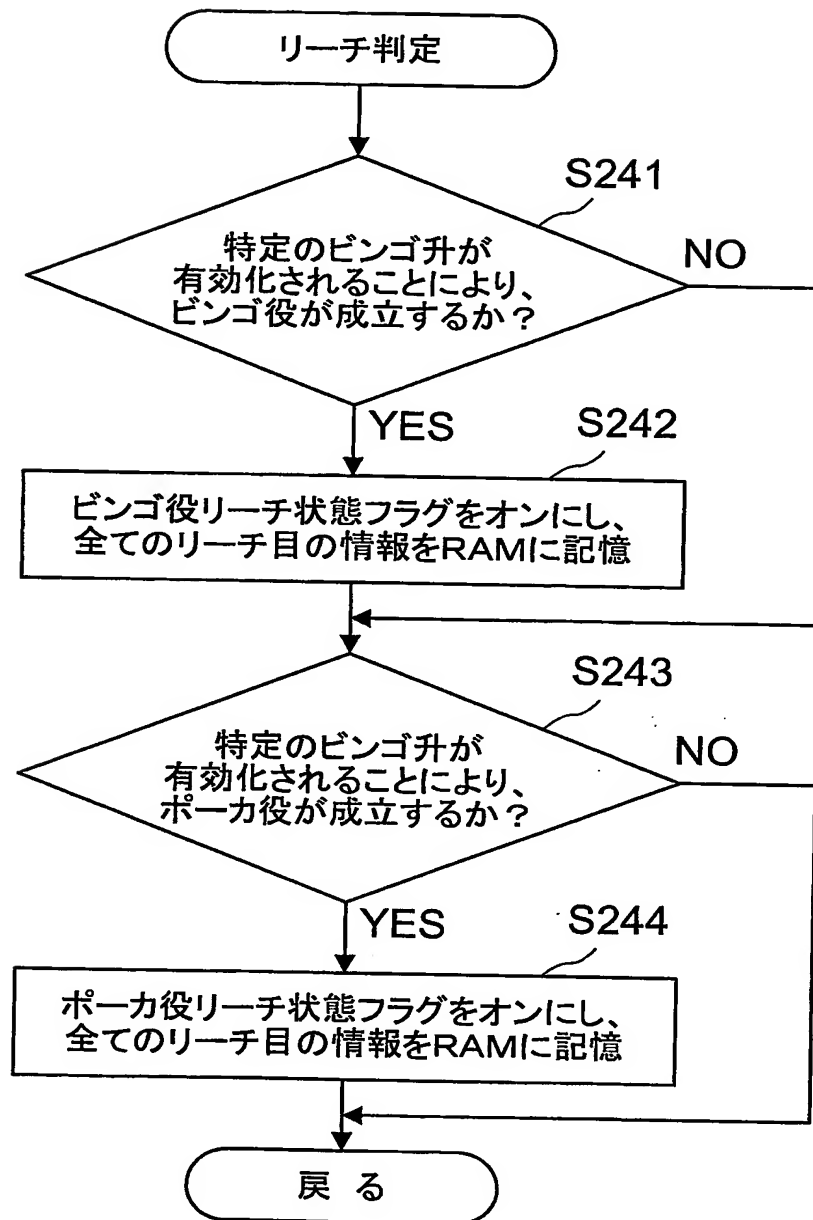 リーチ判定
S241
特定のビンゴ升が
有効化されることにより、
ビンゴ役が成立するか？
NO
YES
S242
ビンゴ役リーチ状態フラグをオンにし、
全てのリーチ目の情報をRAMに記憶
S243
特定のビンゴ升が
有効化されることにより、
ポーカ役が成立するか？
NO
YES
S244
ポーカ役リーチ状態フラグをオンにし、
全てのリーチ目の情報をRAMに記憶
戻 る